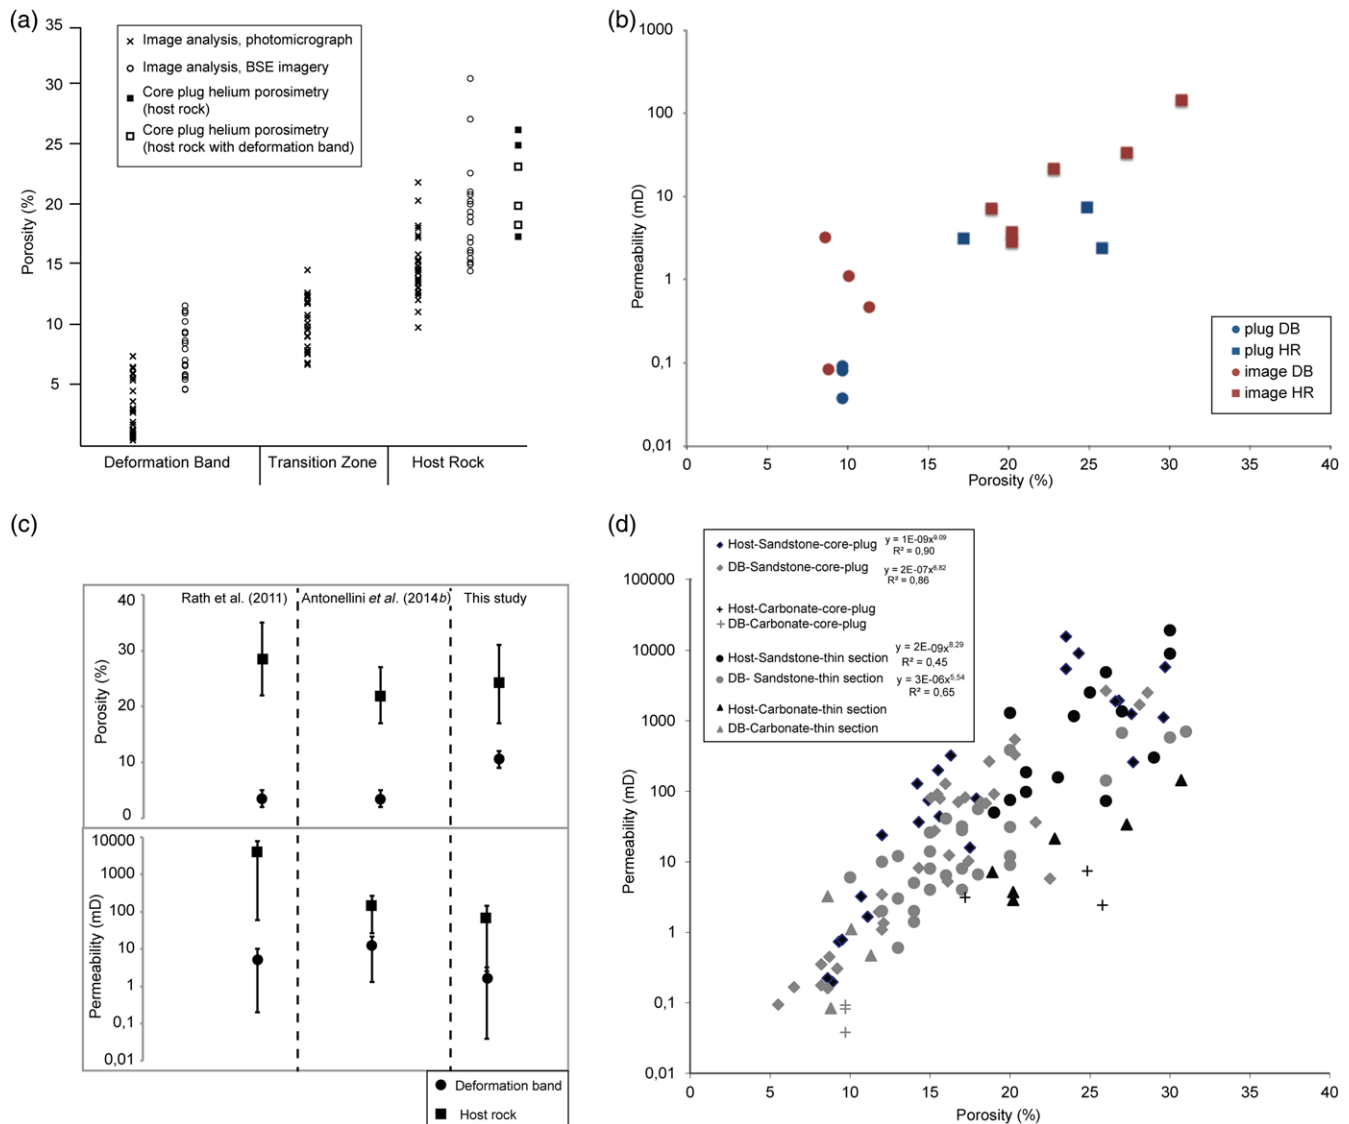 (a)
35
30
25
20
15
10
5
Porosity (%)
Image analysis, photomicrograph
Image analysis, BSE imagery
Core plug helium porosimetry
(host rock)
Core plug helium porosimetry
(host rock with deformation band)
Deformation Band
Transition Zone
Host Rock
(b)
1000
100
10
1
0,1
0,01
Permeability (mD)
0
5
10
15
20
25
30
35
40
Porosity (%)
plug DB
plug HR
image DB
image HR
(c)
Rath et al. (2011)
Antonellini et al. (2014b)
This study
40
30
20
10
0
Porosity (%)
10000
1000
100
10
1
0,1
0,01
Permeability (mD)
Deformation band
Host rock
(d)
Host-Sandstone-core-plug
y = 1E-09x9.09
R² = 0,90
DB-Sandstone-core-plug
y = 2E-07x6,82
R² = 0,86
Host-Carbonate-core-plug
DB-Carbonate-core-plug
Host-Sandstone-thin section
y = 2E-09x8,29
R² = 0,45
DB- Sandstone-thin section
y = 3E-06x5,54
R² = 0,65
Host-Carbonate-thin section
DB-Carbonate-thin section
100000
10000
1000
100
10
1
0,1
0,01
Permeability (mD)
0
5
10
15
20
25
30
35
40
Porosity (%)